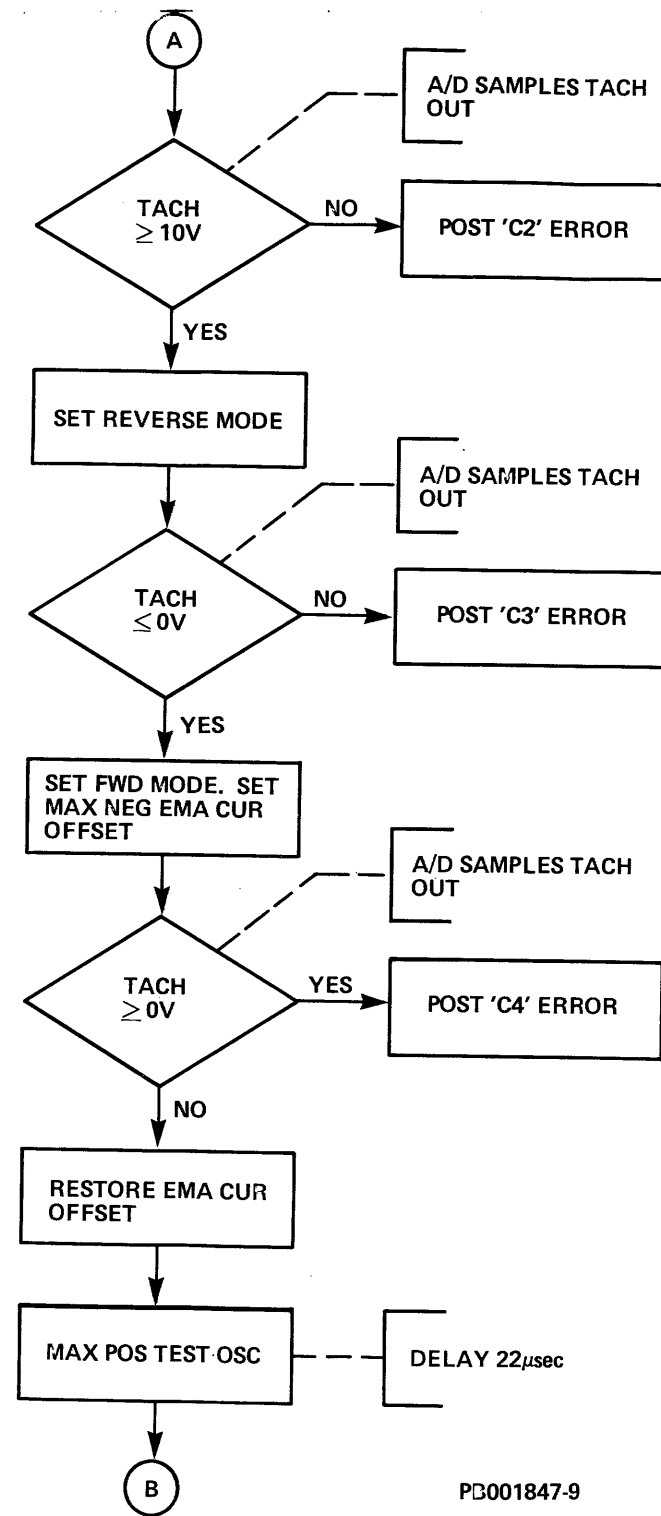 A
A/D SAMPLES TACH
OUT
TACH
≥ 10V
NO
POST 'C2' ERROR
YES
SET REVERSE MODE
A/D SAMPLES TACH
OUT
TACH
≤ 0V
NO
POST 'C3' ERROR
YES
SET FWD MODE. SET
MAX NEG EMA CUR
OFFSET
A/D SAMPLES TACH
OUT
TACH
≥ 0V
YES
POST 'C4' ERROR
NO
RESTORE EMA CUR
OFFSET
MAX POS TEST OSC
DELAY 22μsec
B
PB001847-9